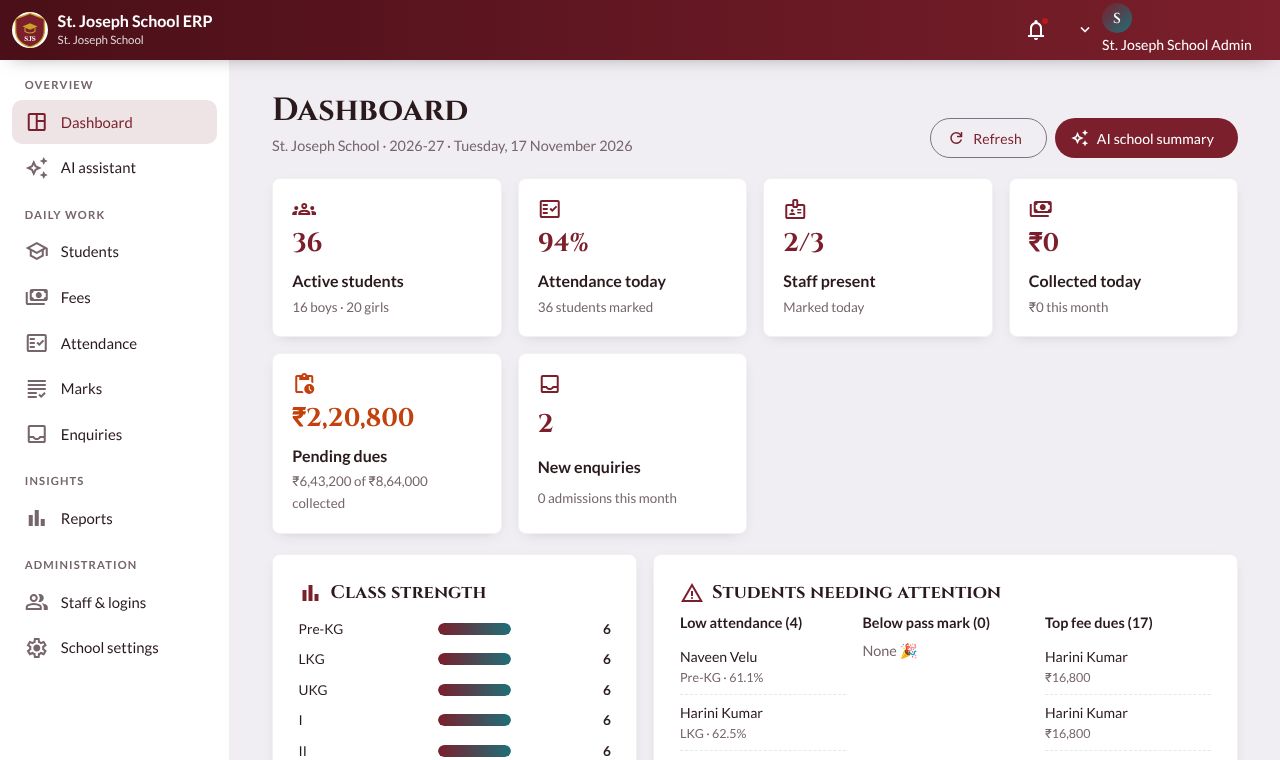 St. Joseph School ERP
St. Joseph School
SJS
S
St. Joseph School Admin
OVERVIEW
Dashboard
AI assistant
DAILY WORK
Students
Fees
Attendance
Marks
Enquiries
INSIGHTS
Reports
ADMINISTRATION
Staff & logins
School settings
Dashboard
St. Joseph School · 2026-27 · Tuesday, 17 November 2026
Refresh
AI school summary
36
Active students
16 boys · 20 girls
94%
Attendance today
36 students marked
2/3
Staff present
Marked today
₹0
Collected today
₹0 this month
₹2,20,800
Pending dues
₹6,43,200 of ₹8,64,000
collected
2
New enquiries
0 admissions this month
Class strength
Pre-KG 6
LKG 6
UKG 6
I 6
II 6
Students needing attention
Low attendance (4)
Naveen Velu
Pre-KG · 61.1%
Harini Kumar
LKG · 62.5%
Below pass mark (0)
None 🎉
Top fee dues (17)
Harini Kumar
₹16,800
Harini Kumar
₹16,800